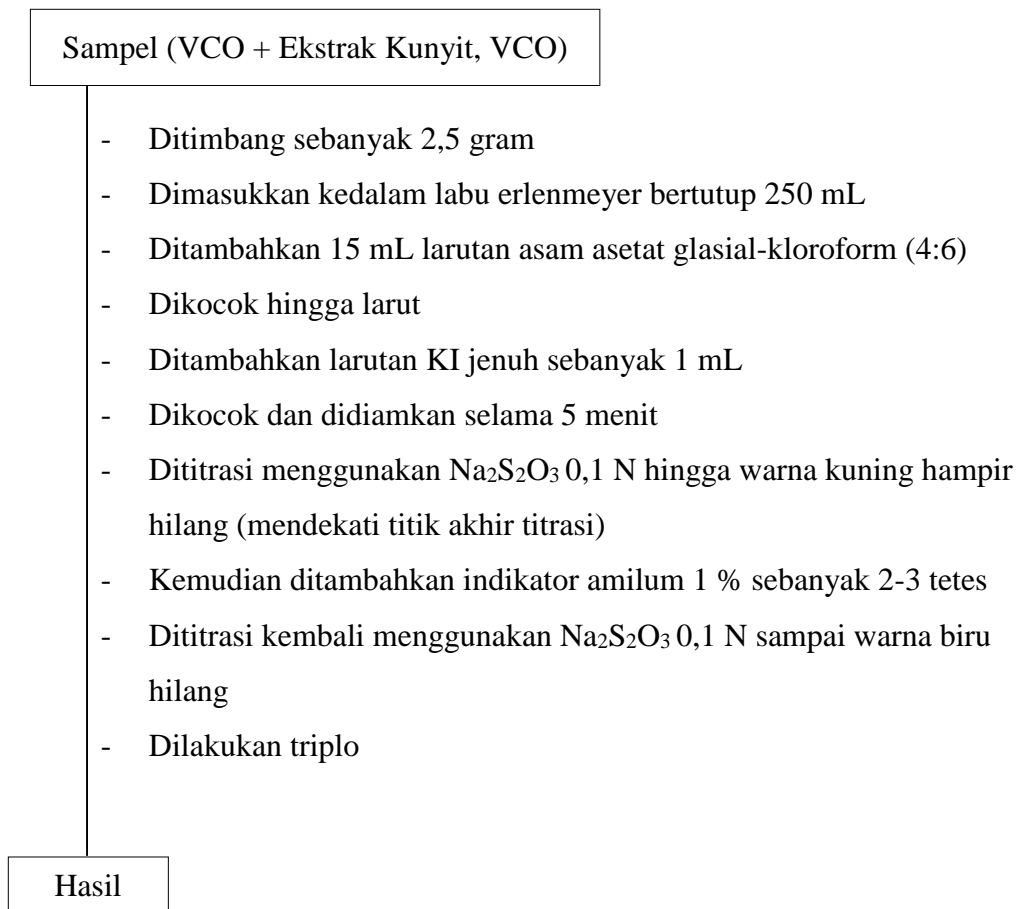 Sampel (VCO + Ekstrak Kunyit, VCO)
- Ditimbang sebanyak 2,5 gram
- Dimasukkan kedalam labu erlenmeyer bertutup 250 mL
- Ditambahkan 15 mL larutan asam asetat glasial-kloroform (4:6)
- Dikocok hingga larut
- Ditambahkan larutan KI jenuh sebanyak 1 mL
- Dikocok dan didiamkan selama 5 menit
- Dititrasi menggunakan Na₂S₂O₃ 0,1 N hingga warna kuning hampir
hilang (mendekati titik akhir titrasi)
- Kemudian ditambahkan indikator amilum 1 % sebanyak 2-3 tetes
- Dititrasi kembali menggunakan Na₂S₂O₃ 0,1 N sampai warna biru
hilang
- Dilakukan triplo
Hasil